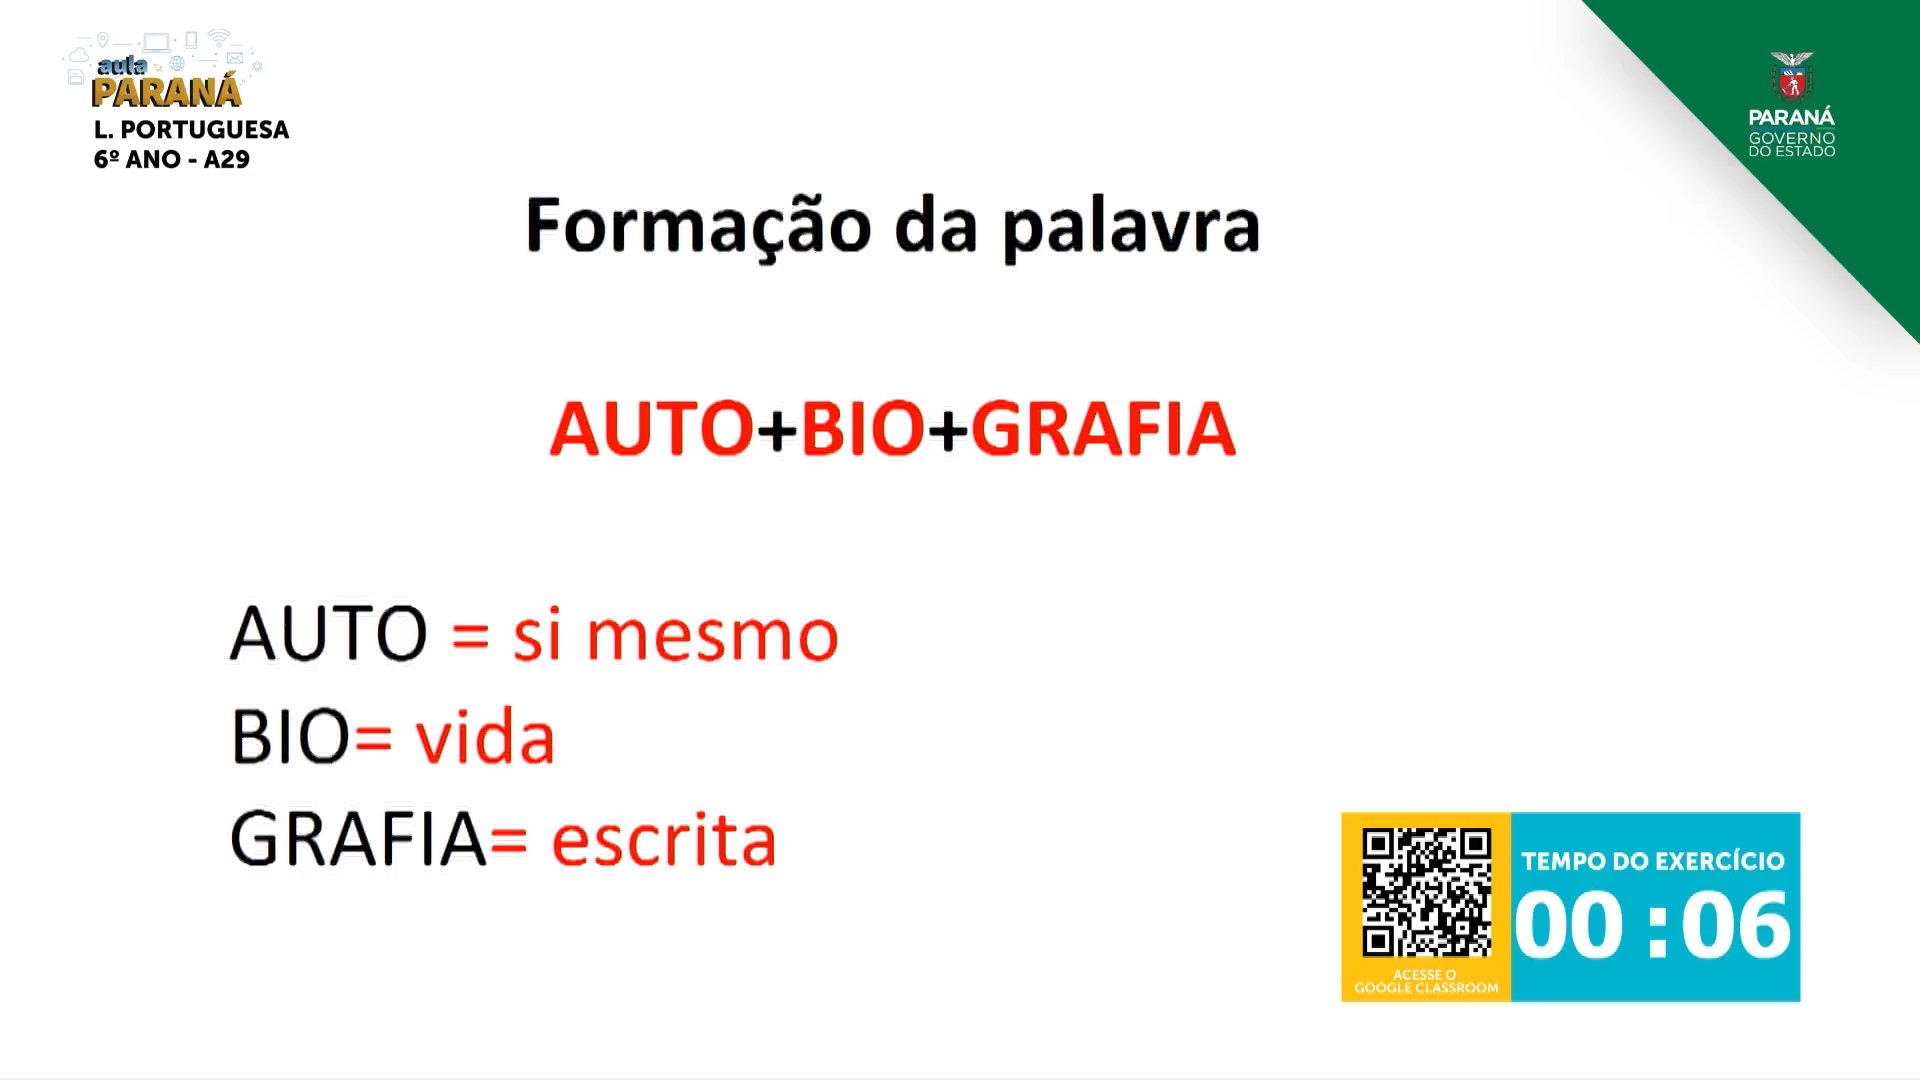 aula
PARANÁ
L. PORTUGUESA
6º ANO - A29
PARANÁ
GOVERNO
DO ESTADO
Formação da palavra
AUTO+BIO+GRAFIA
AUTO = si mesmo
BIO= vida
GRAFIA= escrita
ACESSE O
GOOGLE CLASSROOM
TEMPO DO EXERCÍCIO
00:06